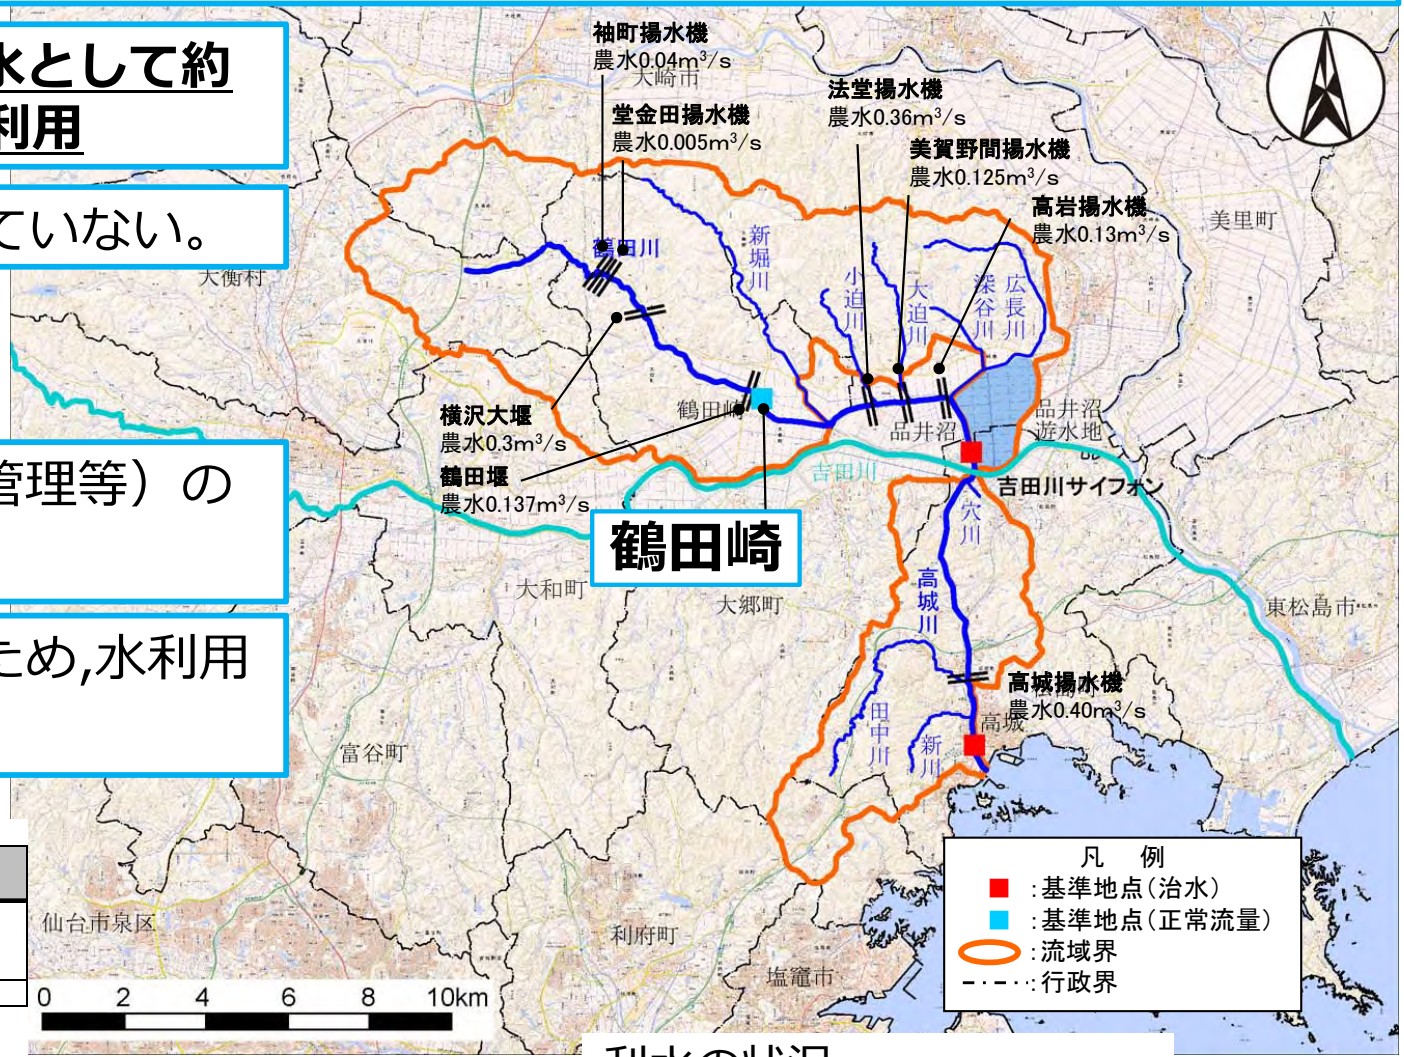 水として約
利用
ていない。
管理等）の
ため,水利用
袖町揚水機
農水0.04m³/s
大崎市
堂金田揚水機
農水0.005m³/s
法堂揚水機
農水0.36m³/s
美賀野間揚水機
農水0.125m³/s
高岩揚水機
農水0.13m³/s
N
美里町
大衡村
鶴田川
新堀川
小迫川
大迫川
深谷川
広長川
横沢大堰
農水0.3m³/s
鶴田堰
農水0.137m³/s
鶴田崎
鶴田崎
品井沼
品井沼
遊水地
吉田川
吉田川サイフォン
穴川
大和町
大郷町
高城川
東松島市
高城揚水機
農水0.40m³/s
高城
田中川
新川
富谷町
仙台市泉区
利府町
塩竈市
凡 例
：基準地点（治水）
：基準地点（正常流量）
：流域界
：行政界
0 2 4 6 8 10km